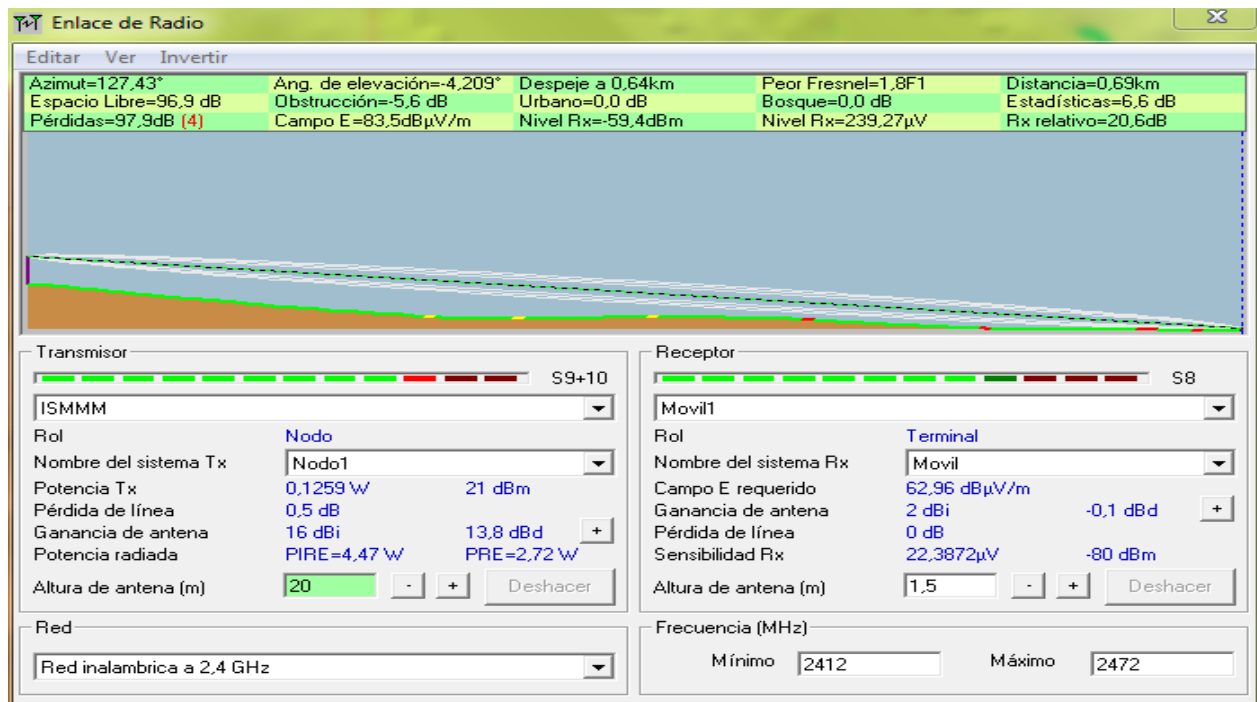 Enlace de Radio
Editar Ver Invertir
Azimut=127,43° Ang. de elevación=-4,209° Despeje a 0,64km Peor Fresnel=1,8F1 Distancia=0,69km
Espacio Libre=96,9 dB Obstrucción=-5,6 dB Urbano=0,0 dB Bosque=0,0 dB Estadísticas=6,6 dB
Pérdidas=97,9dB (4) Campo E=83,5dBµV/m Nivel Rx=-59,4dBm Nivel Rx=239,27µV Rx relativo=20,6dB
Transmisor
S9+10
ISMMM
Rol Nodo
Nombre del sistema Tx Nodo1
Potencia Tx 0,1259 W 21 dBm
Pérdida de línea 0,5 dB
Ganancia de antena 16 dBi 13,8 dBd +
Potencia radiada PIRE=4,47 W PRE=2,72 W
Altura de antena (m) 20 - + Deshacer
Receptor
S8
Movil1
Rol Terminal
Nombre del sistema Rx Movil
Campo E requerido 62,96 dBµV/m
Ganancia de antena 2 dBi -0,1 dBd +
Pérdida de línea 0 dB
Sensibilidad Rx 22,3872µV -80 dBm
Altura de antena (m) 1,5 - + Deshacer
Red
Red inalambrica a 2,4 GHz
Frecuencia (MHz)
Mínimo 2412 Máximo 2472